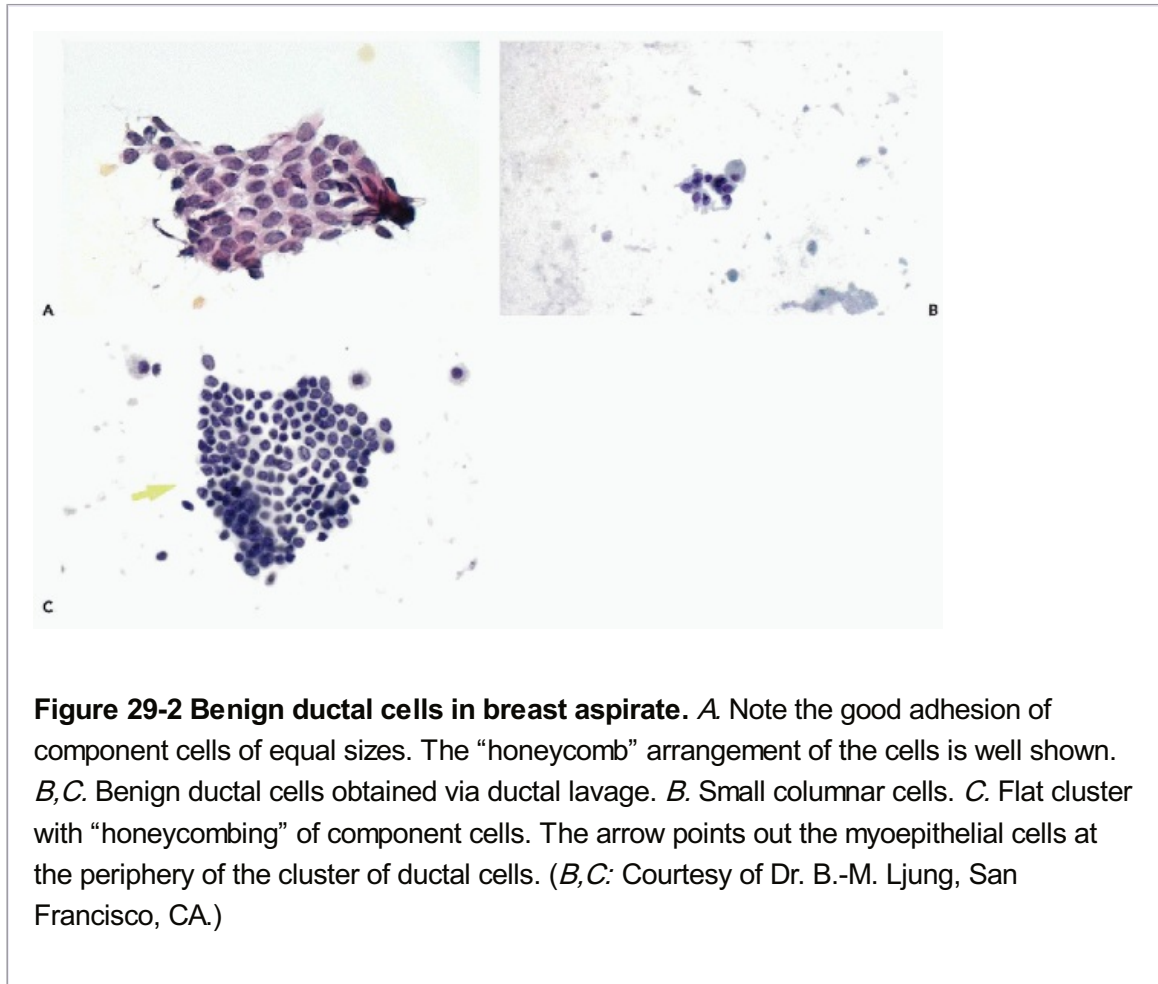 A
B
C
Figure 29-2 Benign ductal cells in breast aspirate. A. Note the good adhesion of
component cells of equal sizes. The “honeycomb” arrangement of the cells is well shown.
B,C. Benign ductal cells obtained via ductal lavage. B. Small columnar cells. C. Flat cluster
with “honeycombing” of component cells. The arrow points out the myoepithelial cells at
the periphery of the cluster of ductal cells. (B,C: Courtesy of Dr. B.-M. Ljung, San
Francisco, CA.)